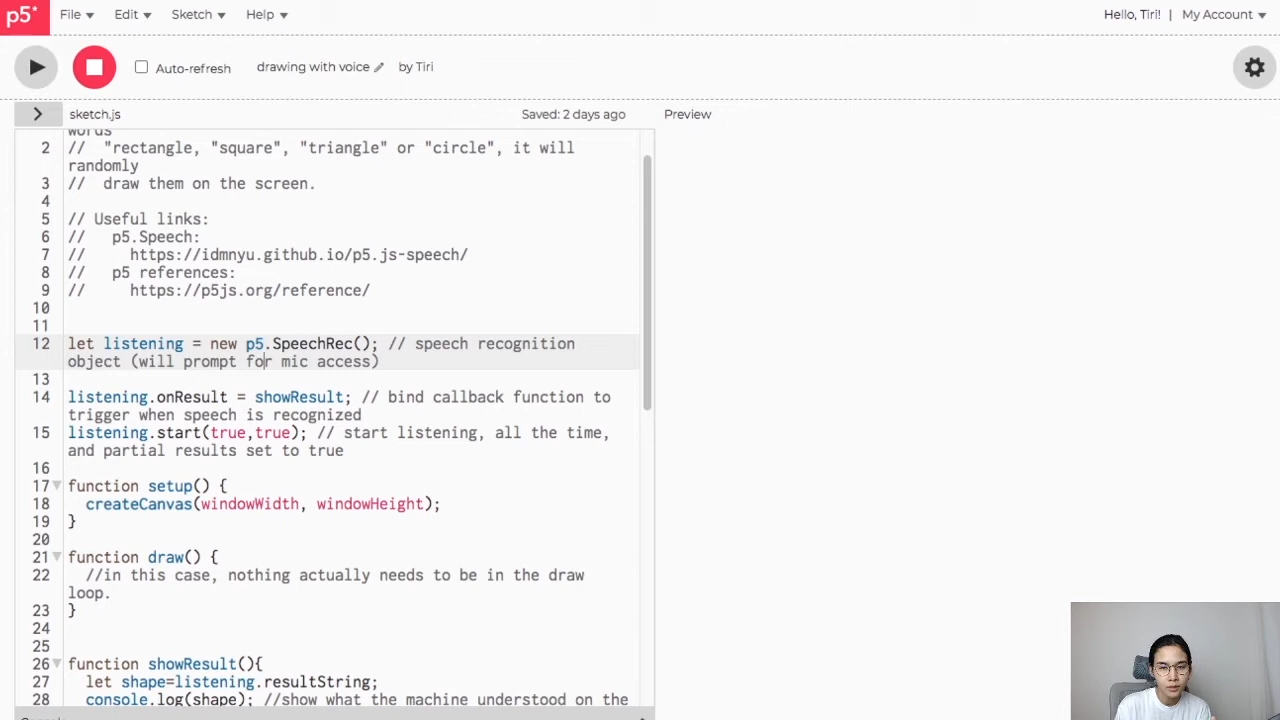 p5* File Edit Sketch Help Hello, Tiri! | My Account
Auto-refresh drawing with voice by Tiri
sketch.js Saved: 2 days ago Preview
words
2 // "rectangle, "square", "triangle" or "circle", it will
randomly
3 // draw them on the screen.
4
5 // Useful links:
6 // p5.Speech:
7 // https://idmnyu.github.io/p5.js-speech/
8 // p5 references:
9 // https://p5js.org/reference/
10
11
12 let listening = new p5.SpeechRec(); // speech recognition
object (will prompt for mic access)
13
14 listening.onResult = showResult; // bind callback function to
trigger when speech is recognized
15 listening.start(true,true); // start listening, all the time,
and partial results set to true
16
17 function setup() {
18 createCanvas(windowWidth, windowHeight);
19 }
20
21 function draw() {
22 //in this case, nothing actually needs to be in the draw
loop.
23 }
24
25
26 function showResult(){
27 let shape=listening.resultString;
28 console.log(shape); //show what the machine understood on the